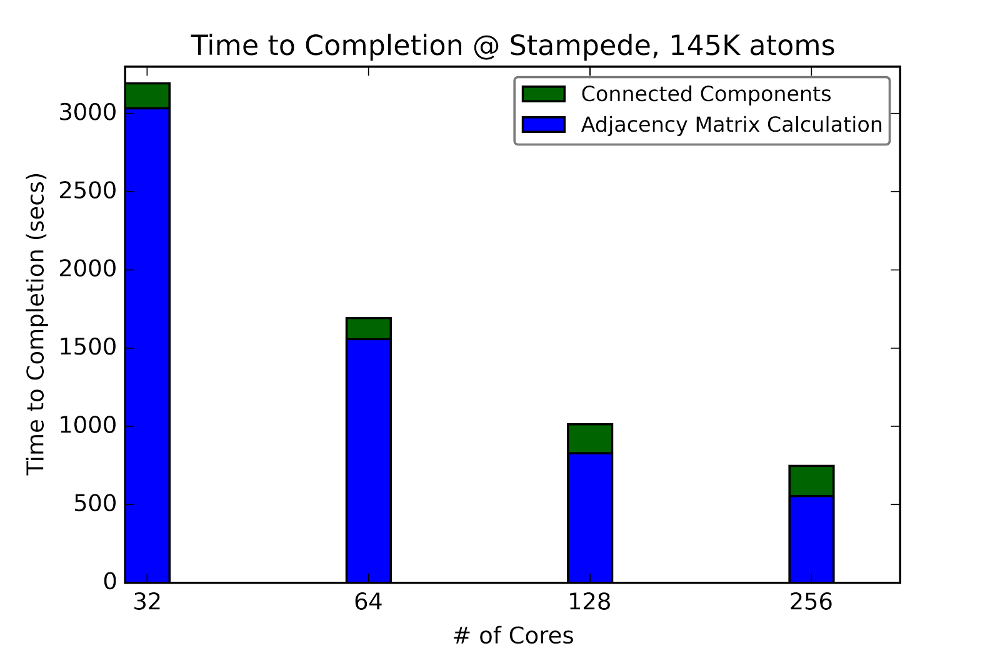 Time to Completion @ Stampede, 145K atoms
Connected Components
Adjacency Matrix Calculation
Time to Completion (secs)
3000
2500
2000
1500
1000
500
0
32 64 128 256
# of Cores